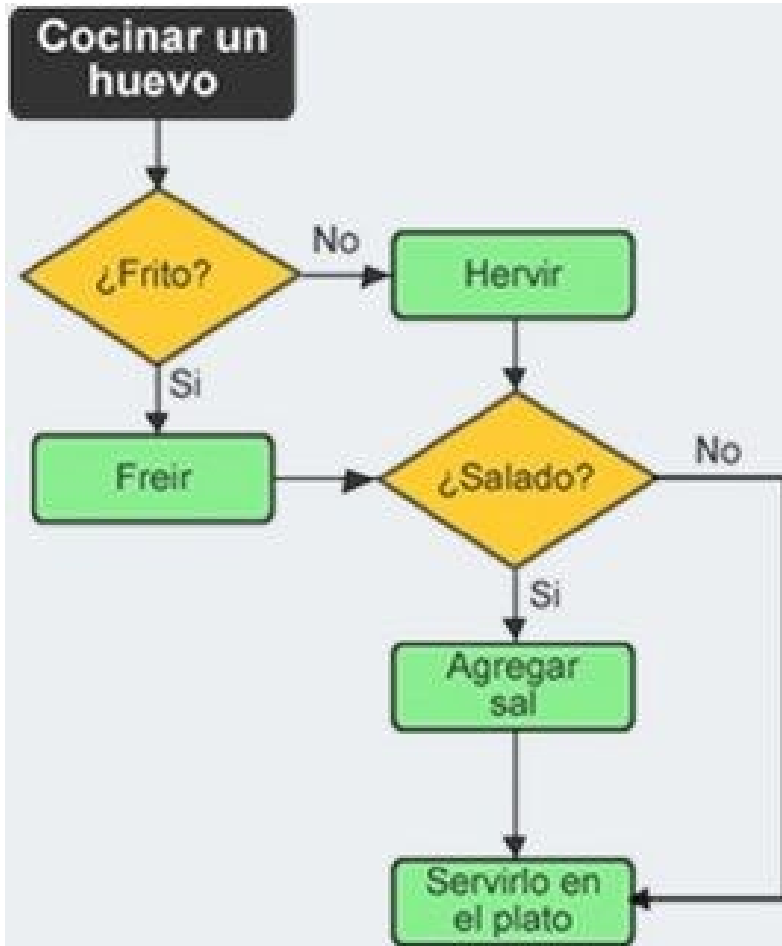 Cocinar un
huevo
¿Frito?
No
Hervir
Si
Freir
¿Salado?
No
Si
Agregar
sal
Servirlo en
el plato